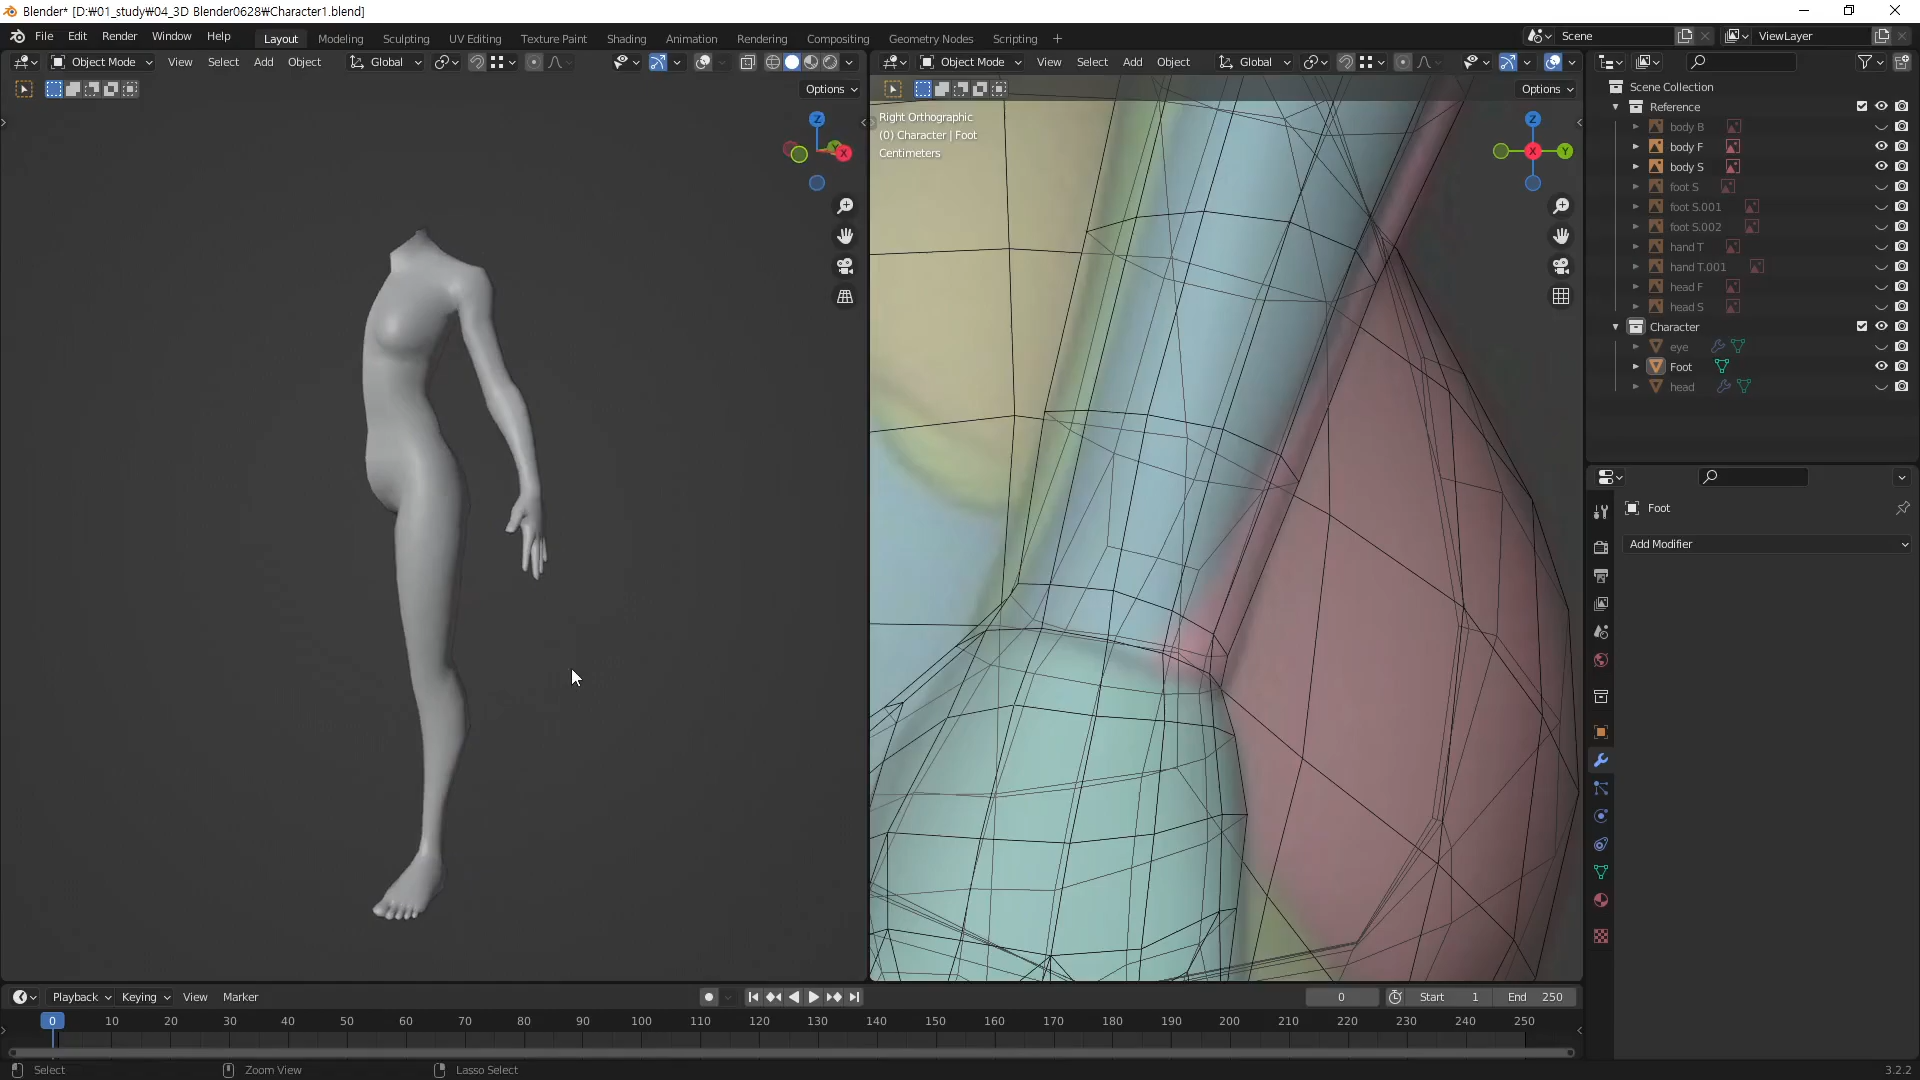 Blender* [D:₩01_study₩04_3D Blender0628₩Character1.blend]
File Edit Render Window Help Layout Modeling Sculpting UV Editing Texture Paint Shading Animation Rendering Compositing Geometry Nodes Scripting + Scene ViewLayer
Object Mode View Select Add Object Global
Object Mode View Select Add Object Global
Options
Options
Right Orthographic
(0) Character | Foot
Centimeters
Z
X
Y
Z
X
Y
Scene Collection
Reference
body B
body F
body S
foot S
foot S.001
foot S.002
hand T
hand T.001
head F
head S
Character
eye
Foot
head
Foot
Add Modifier
Playback Keying View Marker 0 Start 1 End 250
0 10 20 30 40 50 60 70 80 90 100 110 120 130 140 150 160 170 180 190 200 210 220 230 240 250
Select Zoom View Lasso Select 3.2.2